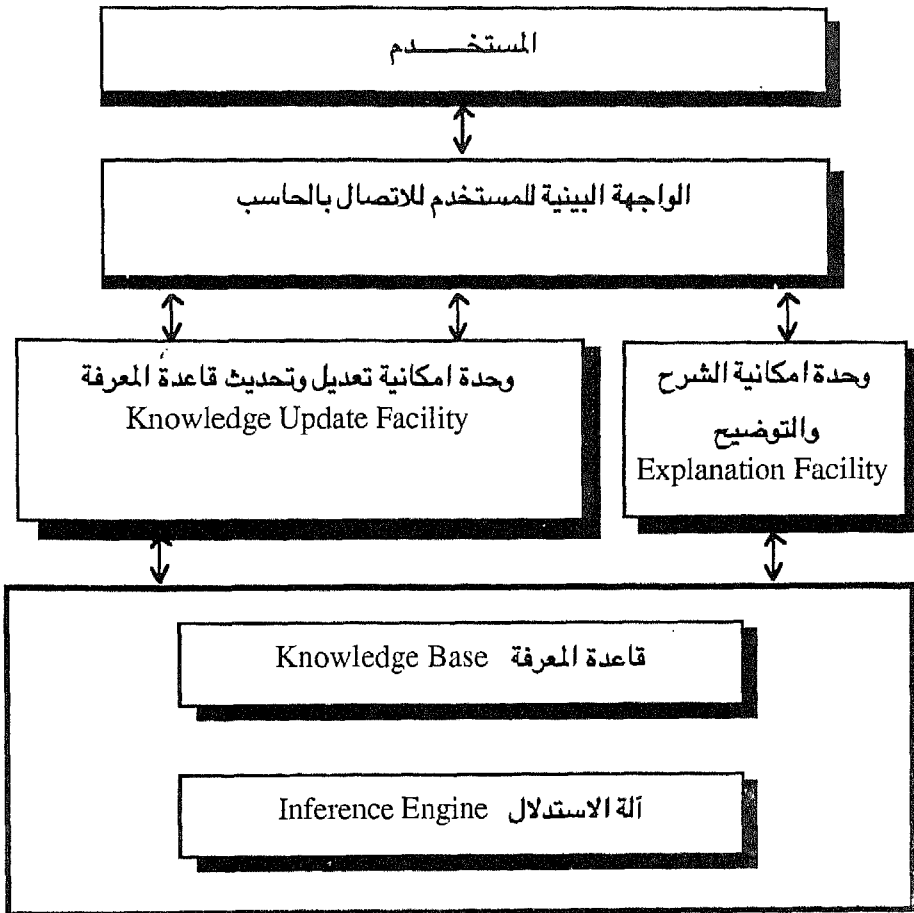 المستخــــــدم
الواجهة البينية للمستخدم للاتصال بالحاسب
وحدة امكانية الشرح
والتوضيح
Explanation Facility
وحدة امكانية تعديل وتحديث قاعدة المعرفة
Knowledge Update Facility
قاعدة المعرفة Knowledge Base
آلة الاستدلال Inference Engine